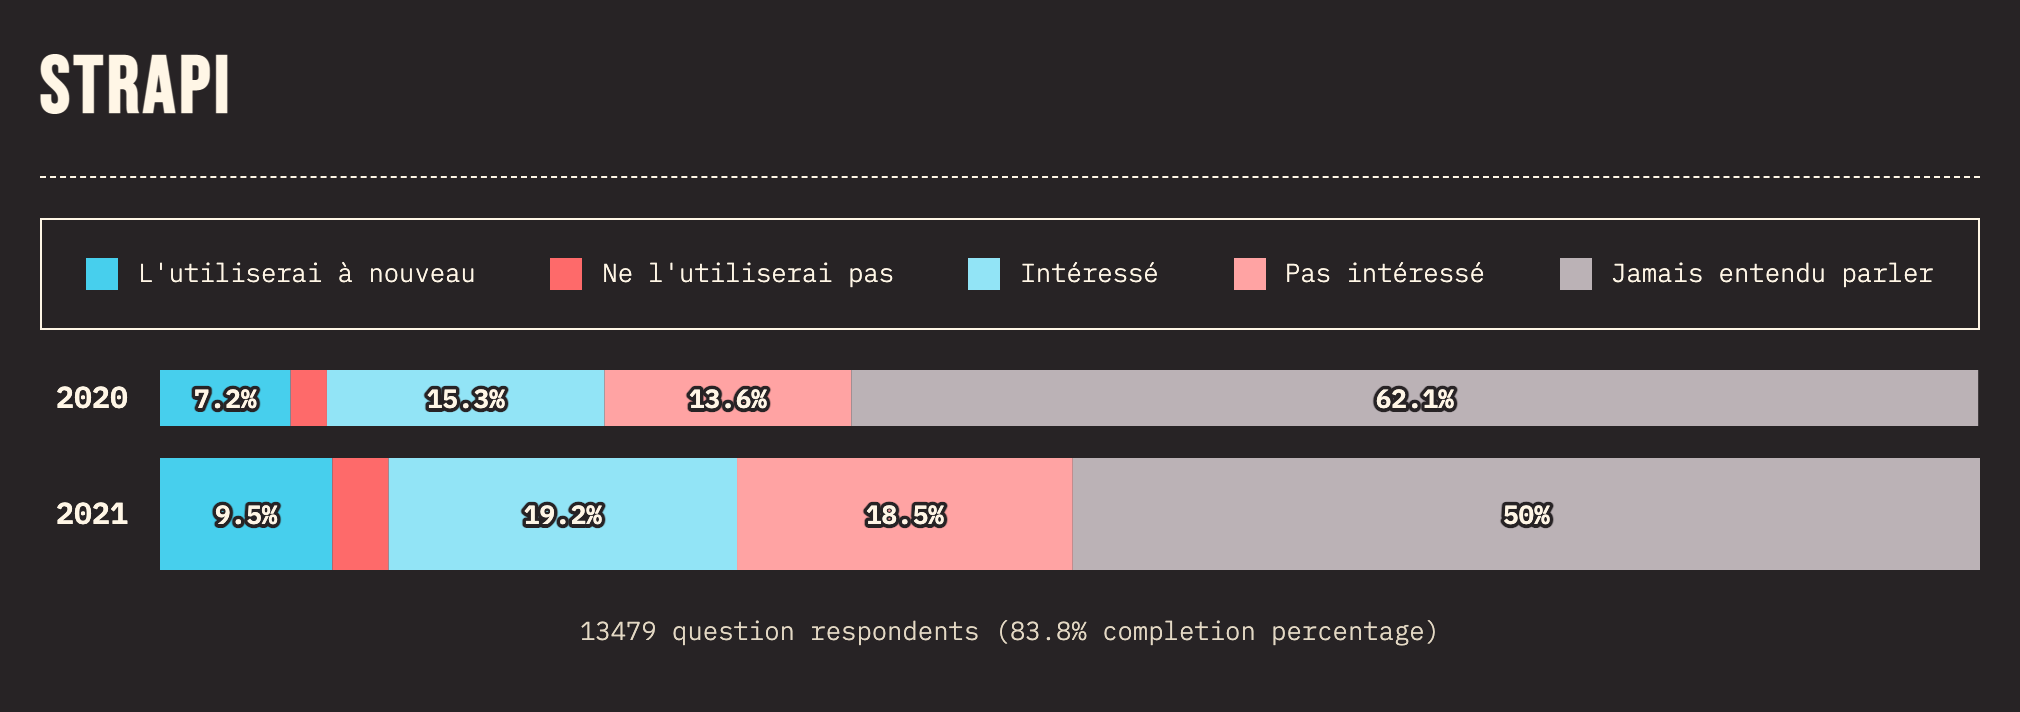 STRAPI
L'utiliserai à nouveau Ne l'utiliserai pas Intéressé Pas intéressé Jamais entendu parler
2020 7.2% 15.3% 13.6% 62.1%
2021 9.5% 19.2% 18.5% 50%
13479 question respondents (83.8% completion percentage)